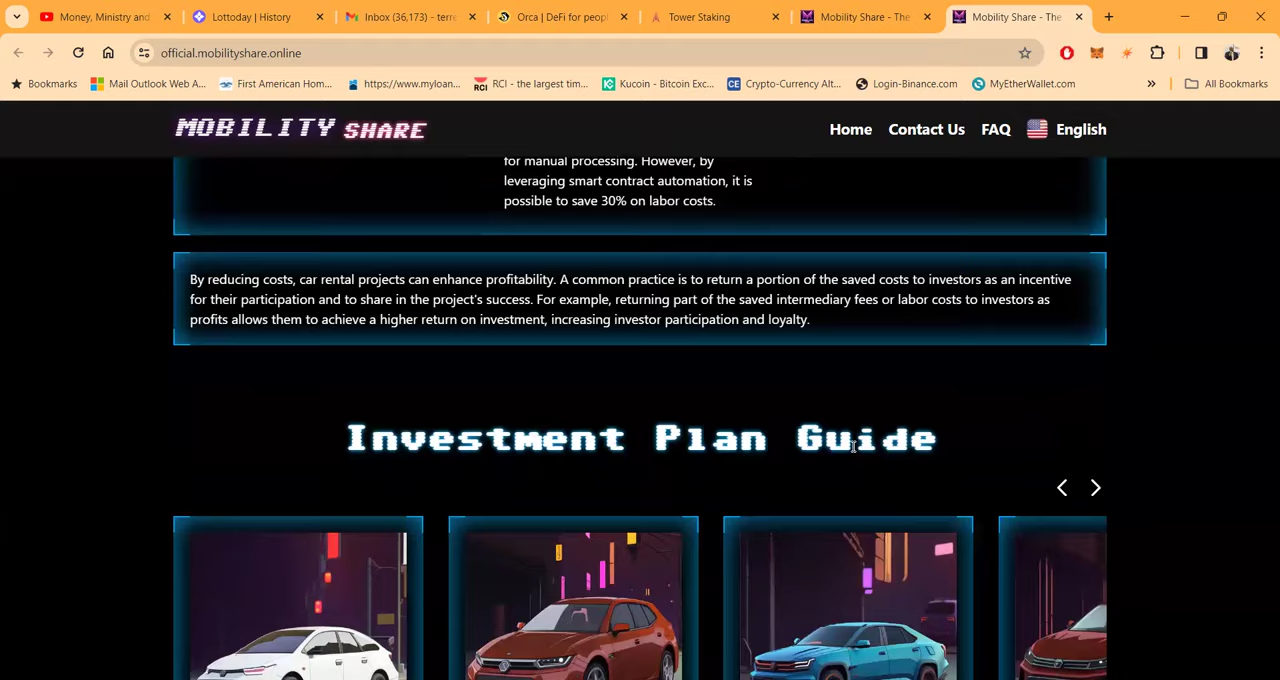 Money, Ministry and
Lottoday | History
Inbox (36,173) - terre
Orca | DeFi for peopl
Tower Staking
Mobility Share - The
Mobility Share - The
official.mobilityshare.online
Bookmarks
Mail Outlook Web A...
First American Hom...
https://www.myloan...
RCI - the largest tim...
Kucoin - Bitcoin Exc...
Crypto-Currency Alt...
Login-Binance.com
MyEtherWallet.com
All Bookmarks
MOBILITY SHARE
Home
Contact Us
FAQ
English
for manual processing. However, by
leveraging smart contract automation, it is
possible to save 30% on labor costs.
By reducing costs, car rental projects can enhance profitability. A common practice is to return a portion of the saved costs to investors as an incentive
for their participation and to share in the project's success. For example, returning part of the saved intermediary fees or labor costs to investors as
profits allows them to achieve a higher return on investment, increasing investor participation and loyalty.
Investment Plan Guide